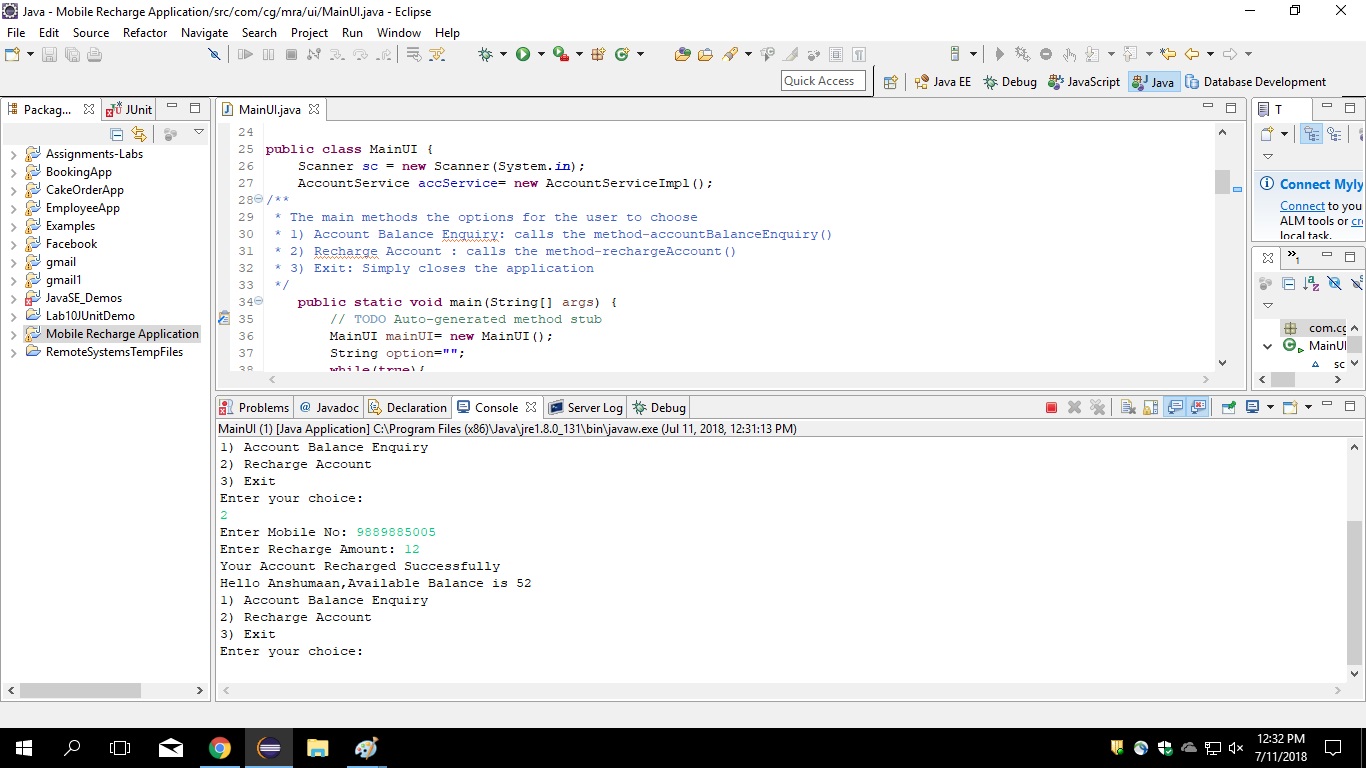 Java - Mobile Recharge Application/src/com/cg/mra/ui/MainUI.java - Eclipse
File Edit Source Refactor Navigate Search Project Run Window Help
Quick Access Java EE Debug JavaScript Java Database Development
Packag... JUnit
Assignments-Labs
BookingApp
CakeOrderApp
EmployeeApp
Examples
Facebook
gmail
gmail1
JavaSE_Demos
Lab10JUnitDemo
Mobile Recharge Application
RemoteSystemsTempFiles
MainUI.java
24
25 public class MainUI {
26 Scanner sc = new Scanner(System.in);
27 AccountService accService= new AccountServiceImpl();
28 /**
29 * The main methods the options for the user to choose
30 * 1) Account Balance Enquiry: calls the method-accountBalanceEnquiry()
31 * 2) Recharge Account : calls the method-rechargeAccount()
32 * 3) Exit: Simply closes the application
33 */
34 public static void main(String[] args) {
35 // TODO Auto-generated method stub
36 MainUI mainUI= new MainUI();
37 String option="";
38 while(true){
T
Connect Myly
Connect to you
ALM tools or cr
local task.
1
com.cg
MainUI
sc
Problems @ Javadoc Declaration Console Server Log Debug
MainUI (1) [Java Application] C:\Program Files (x86)\Java\jre1.8.0_131\bin\javaw.exe (Jul 11, 2018, 12:31:13 PM)
1) Account Balance Enquiry
2) Recharge Account
3) Exit
Enter your choice:
2
Enter Mobile No: 9889885005
Enter Recharge Amount: 12
Your Account Recharged Successfully
Hello Anshumaan,Available Balance is 52
1) Account Balance Enquiry
2) Recharge Account
3) Exit
Enter your choice:
12:32 PM
7/11/2018